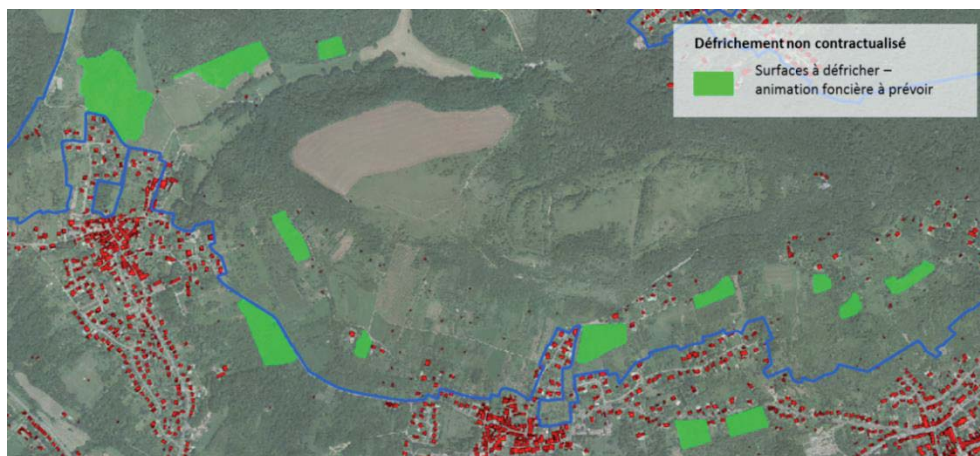 Défrichement non contractualisé
Surfaces à défricher –
animation foncière à prévoir